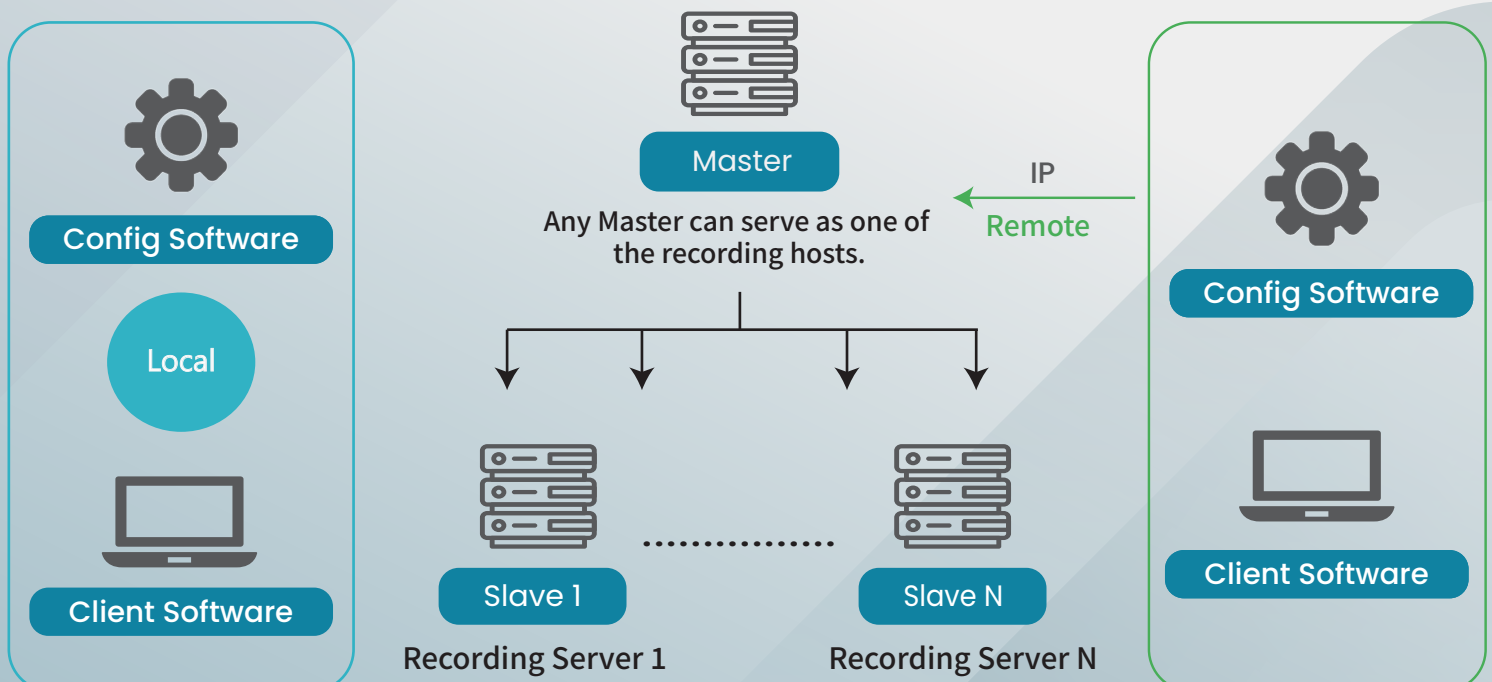 Config Software
Local
Client Software
Master
Any Master can serve as one of
the recording hosts.
Slave 1
Recording Server 1
Slave N
Recording Server N
IP
Remote
Config Software
Client Software